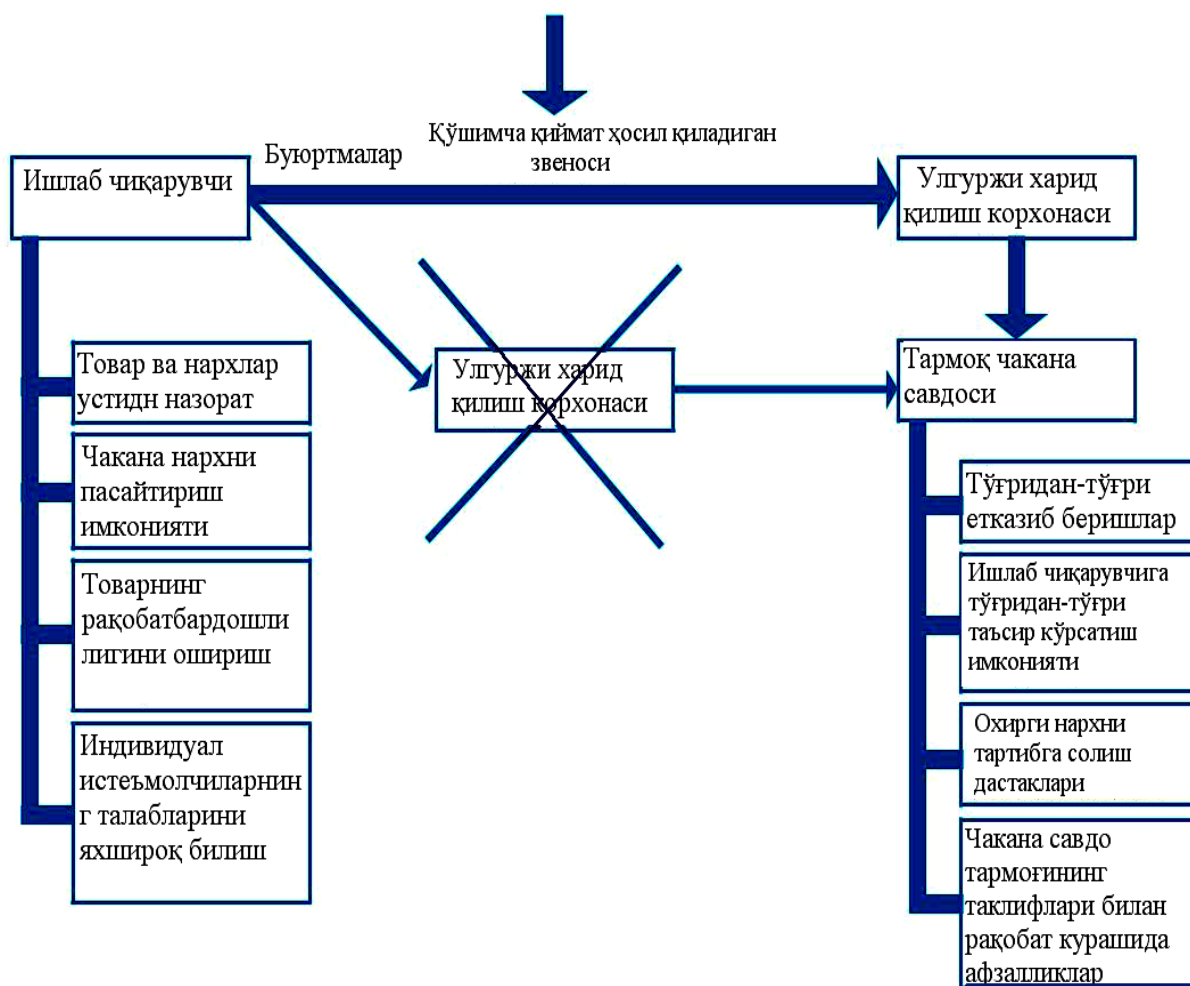 Қўшимча қиймат ҳосил қиладиган
звеноси
Буюртмалар
Ишлаб чиқарувчи
Улгуржи харид
қилиш корхонаси
Улгуржи харид
қилиш корхонаси
Тармоқ чакана
савдоси
Товар ва нархлар
устидн назорат
Чакана нархни
пасайтириш
имконияти
Товарнинг
рақобатбардошли
лигини ошириш
Индивидуал
истеъмолчиларнин
г талабларини
яхшироқ билиш
Тўғридан-тўғри
етказиб беришлар
Ишлаб чиқарувчига
тўғридан-тўғри
таъсир кўрсатиш
имконияти
Охирги нархни
тартибга солиш
дастаклари
Чакана савдо
тармоғининг
таклифлари билан
рақобат курашида
афзалликлар